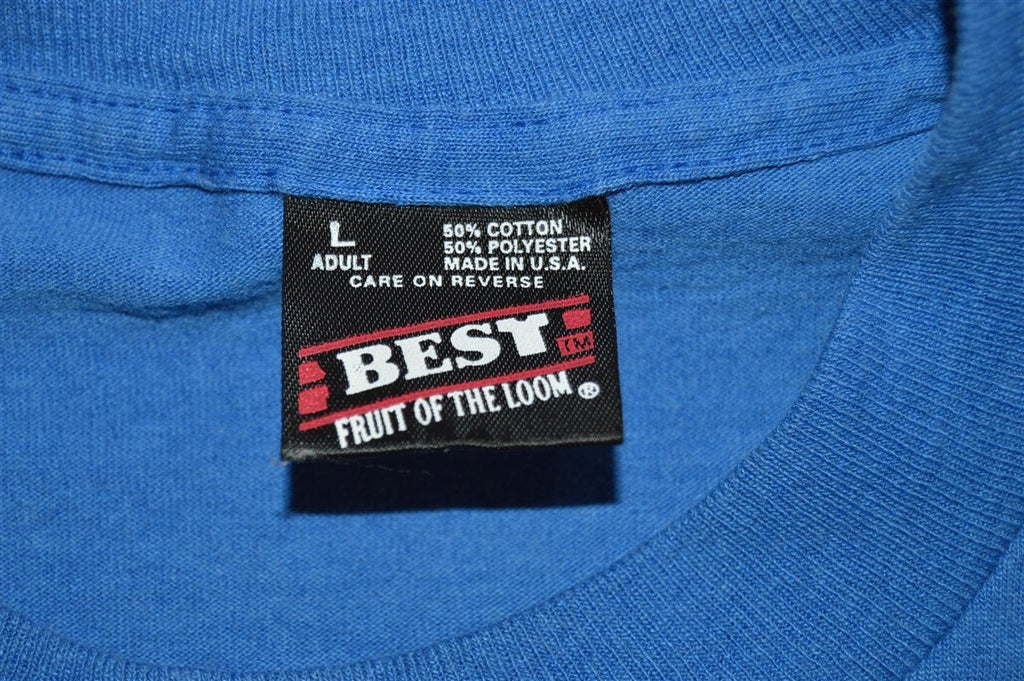 L
ADULT
50% COTTON
50% POLYESTER
MADE IN U.S.A.
CARE ON REVERSE
BEST TM
FRUIT OF THE LOOM ®